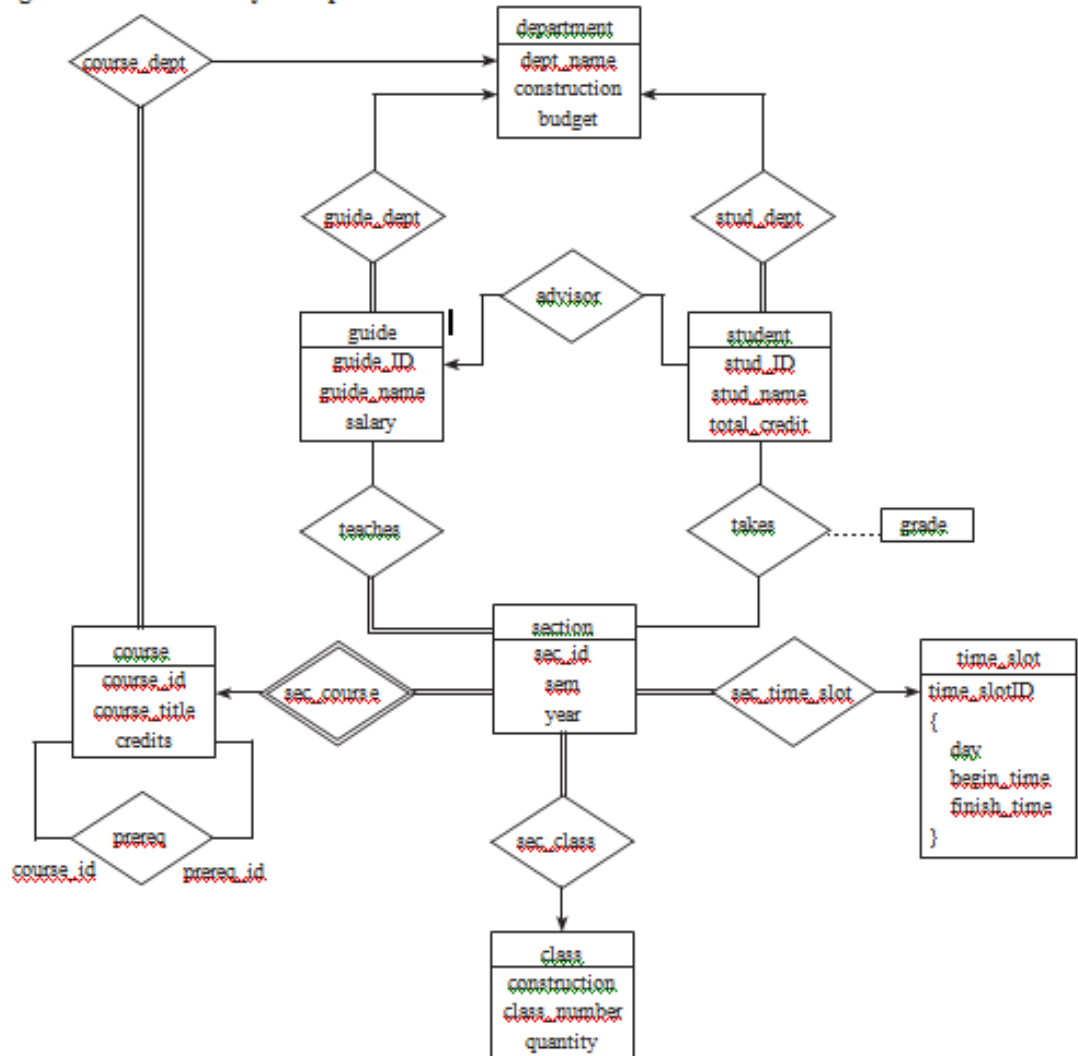 department
course_dept
dept_name
construction
budget
guide_dept
stud_dept
advisor
guide
guide_ID
guide_name
salary
student
stud_ID
stud_name
total_credit
teaches
takes
grade
section
sec_id
sem
year
course
course_id
course_title
credits
sec_course
sec_time_slot
time_slot
time_slotID
{
day
begin_time
finish_time
}
prereq
course_id
prereq_id
sec_class
class
construction
class_number
quantity